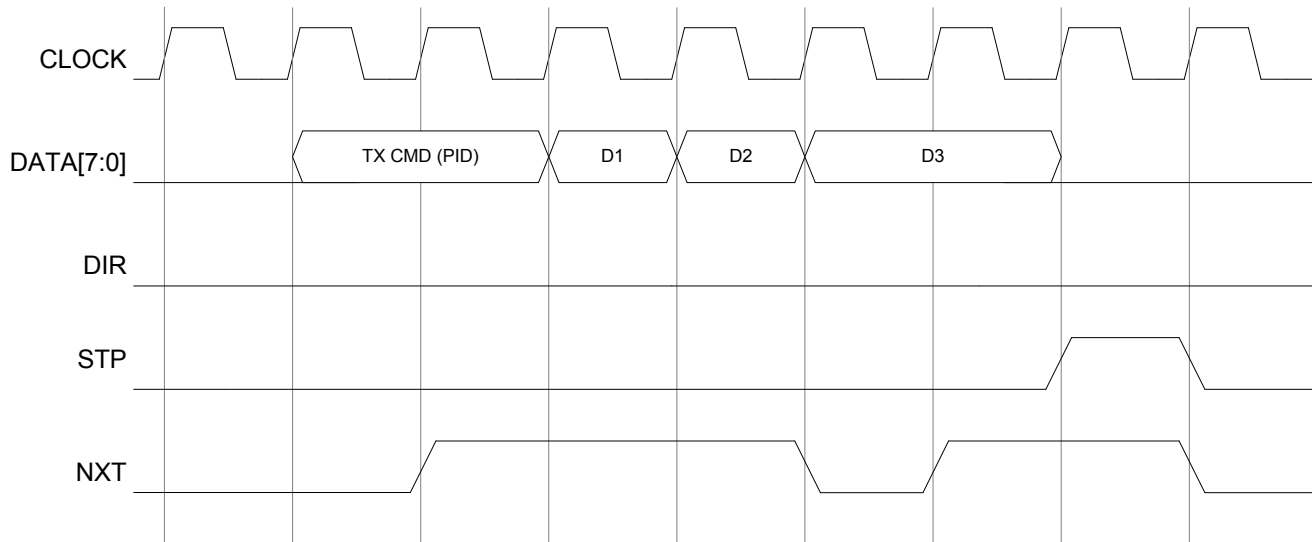 CLOCK
DATA[7:0]
TX CMD (PID)
D1
D2
D3
DIR
STP
NXT